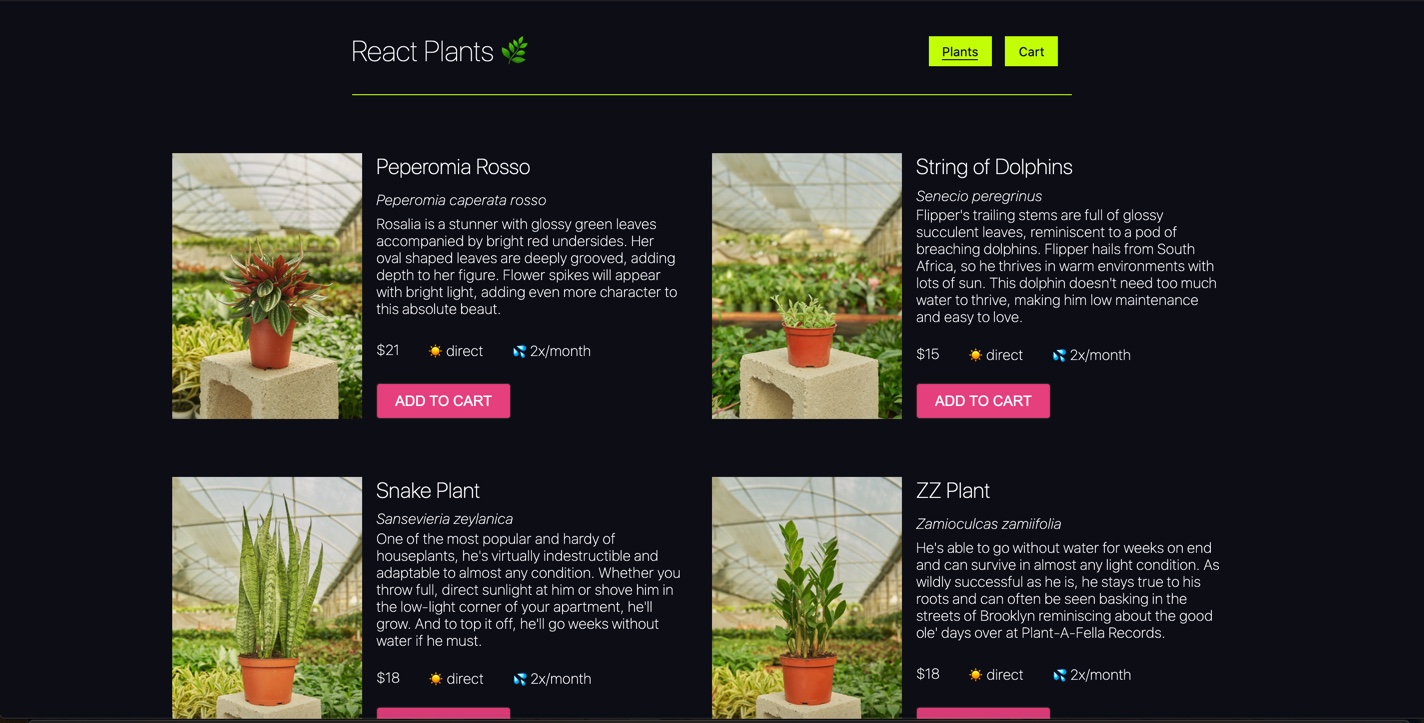 React Plants 🌿
Plants
Cart
Peperomia Rosso
Peperomia caperata rosso
Rosalia is a stunner with glossy green leaves
accompanied by bright red undersides. Her
oval shaped leaves are deeply grooved, adding
depth to her figure. Flower spikes will appear
with bright light, adding even more character to
this absolute beaut.
$21 ☀️ direct 💦 2x/month
ADD TO CART
String of Dolphins
Senecio peregrinus
Flipper's trailing stems are full of glossy
succulent leaves, reminiscent to a pod of
breaching dolphins. Flipper hails from South
Africa, so he thrives in warm environments with
lots of sun. This dolphin doesn't need too much
water to thrive, making him low maintenance
and easy to love.
$15 ☀️ direct 💦 2x/month
ADD TO CART
Snake Plant
Sansevieria zeylanica
One of the most popular and hardy of
houseplants, he's virtually indestructible and
adaptable to almost any condition. Whether you
throw full, direct sunlight at him or shove him in
the low-light corner of your apartment, he'll
grow. And to top it off, he'll go weeks without
water if he must.
$18 ☀️ direct 💦 2x/month
ZZ Plant
Zamioculcas zamiifolia
He's able to go without water for weeks on end
and can survive in almost any light condition. As
wildly successful as he is, he stays true to his
roots and can often be seen basking in the
streets of Brooklyn reminiscing about the good
ole' days over at Plant-A-Fella Records.
$18 ☀️ direct 💦 2x/month